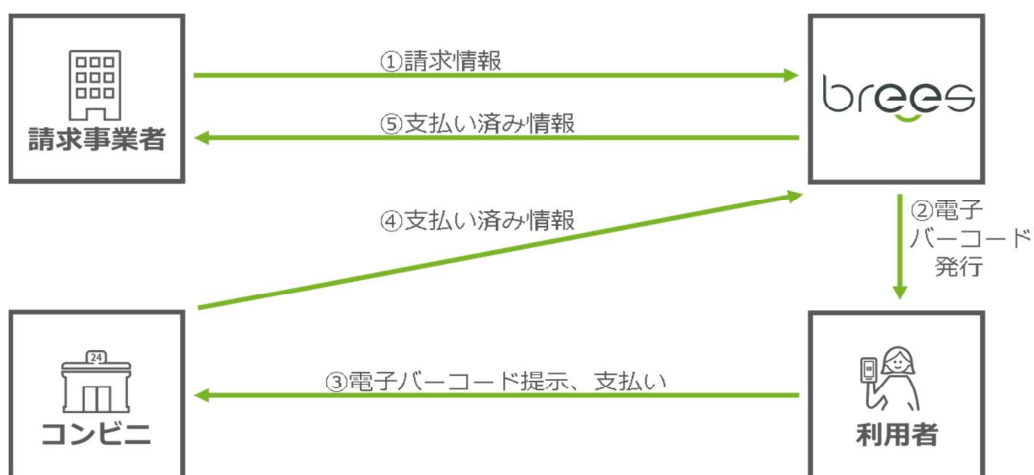 ①請求情報
brees
請求事業者
⑤支払い済み情報
④支払い済み情報
②電子
バーコード
発行
24
③電子バーコード提示、支払い
コンビニ
利用者